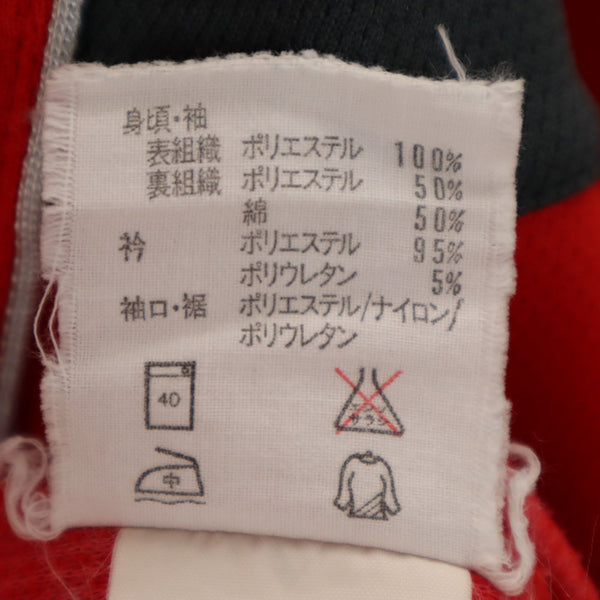 身頃・袖
表組織 ポリエステル 100%
裏組織 ポリエステル 50%
綿 50%
衿 ポリエステル 95%
ポリウレタン 5%
袖口・裾 ポリエステル/ナイロン/
ポリウレタン
40
エンソ
サラシ
中